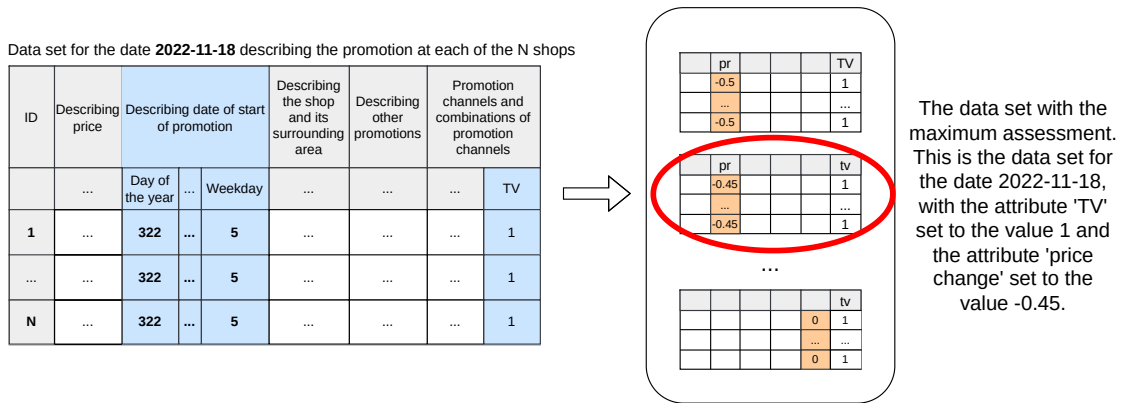 Data set for the date 2022-11-18 describing the promotion at each of the N shops
ID
Describing
price
Describing date of start
of promotion
Describing
the shop
and its
surrounding
area
Describing
other
promotions
Promotion
channels and
combinations of
promotion
channels
...
Day of
the year
...
Weekday
...
...
...
TV
1
...
322
...
5
...
...
...
1
...
...
322
...
5
...
...
...
1
N
...
322
...
5
...
...
...
1
pr TV
-0.5 1
... ...
-0.5 1
pr tv
-0.45 1
... ...
-0.45 1
...
tv
0 1
... ...
0 1
The data set with the
maximum assessment.
This is the data set for
the date 2022-11-18,
with the attribute 'TV'
set to the value 1 and
the attribute 'price
change' set to the
value -0.45.